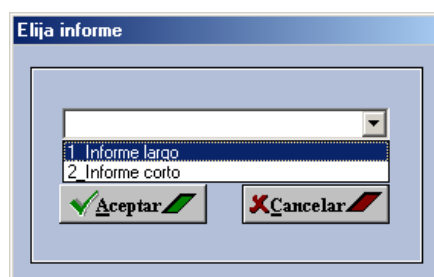 Elija informe
1_Informe largo
2_Informe corto
Aceptar
Cancelar